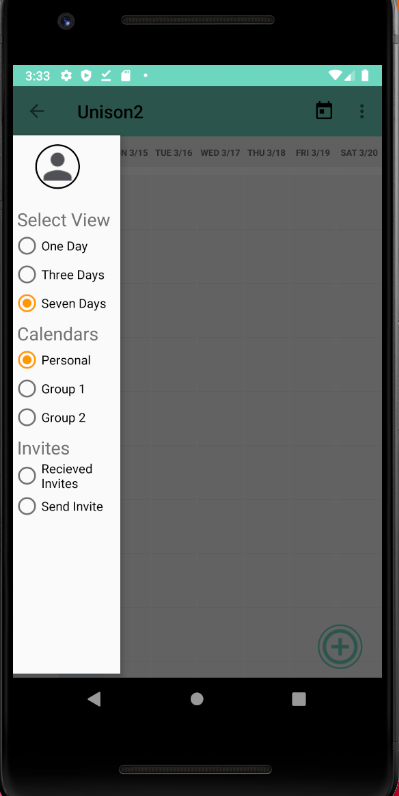 3:33
Unison2
N 3/15 TUE 3/16 WED 3/17 THU 3/18 FRI 3/19 SAT 3/20
Select View
One Day
Three Days
Seven Days
Calendars
Personal
Group 1
Group 2
Invites
Recieved
Invites
Send Invite